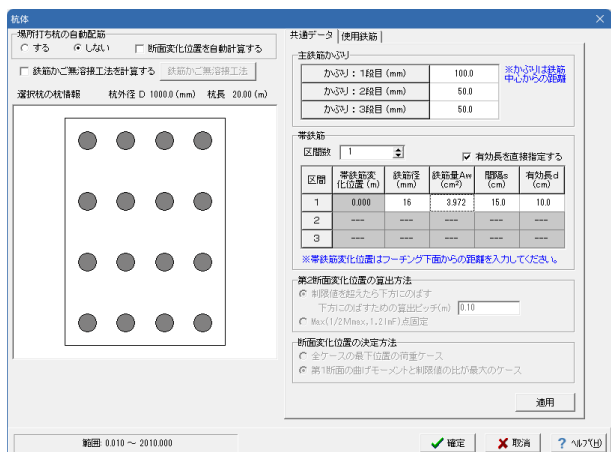 杭体
場所打ち杭の自動配筋
する しない 断面変化位置を自動計算する
鉄筋かご無溶接工法を計算する 鉄筋かご無溶接工法
選択杭の杭情報 杭外径 D 1000.0 (mm) 杭長 20.00 (m)
共通データ 使用鉄筋
主鉄筋かぶり
かぶり:1段目 (mm) 100.0
かぶり:2段目 (mm) 50.0
かぶり:3段目 (mm) 50.0
※かぶりは鉄筋
中心からの距離
帯鉄筋
区間数 1 有効長を直接指定する
区間 帯鉄筋変化位置 (m) 鉄筋径 (mm) 鉄筋量Aw (cm²) 間隔s (cm) 有効長d (cm)
1 0.000 16 3.972 15.0 10.0
2 --- --- --- --- ---
3 --- --- --- --- ---
※帯鉄筋変化位置はフーチング下面からの距離を入力してください。
第2断面変化位置の算出方法
制限値を超えたら下方にのばす
下方にのばすための算出ピッチ(m) 0.10
Max(1/2Mmax,1.2lmF)点固定
断面変化位置の決定方法
全ケースの最下位置の荷重ケース
第1断面の曲げモーメントと制限値の比が最大のケース
適用
範囲: 0.010 ~ 2010.000
確定 取消 ? ヘルプ(H)